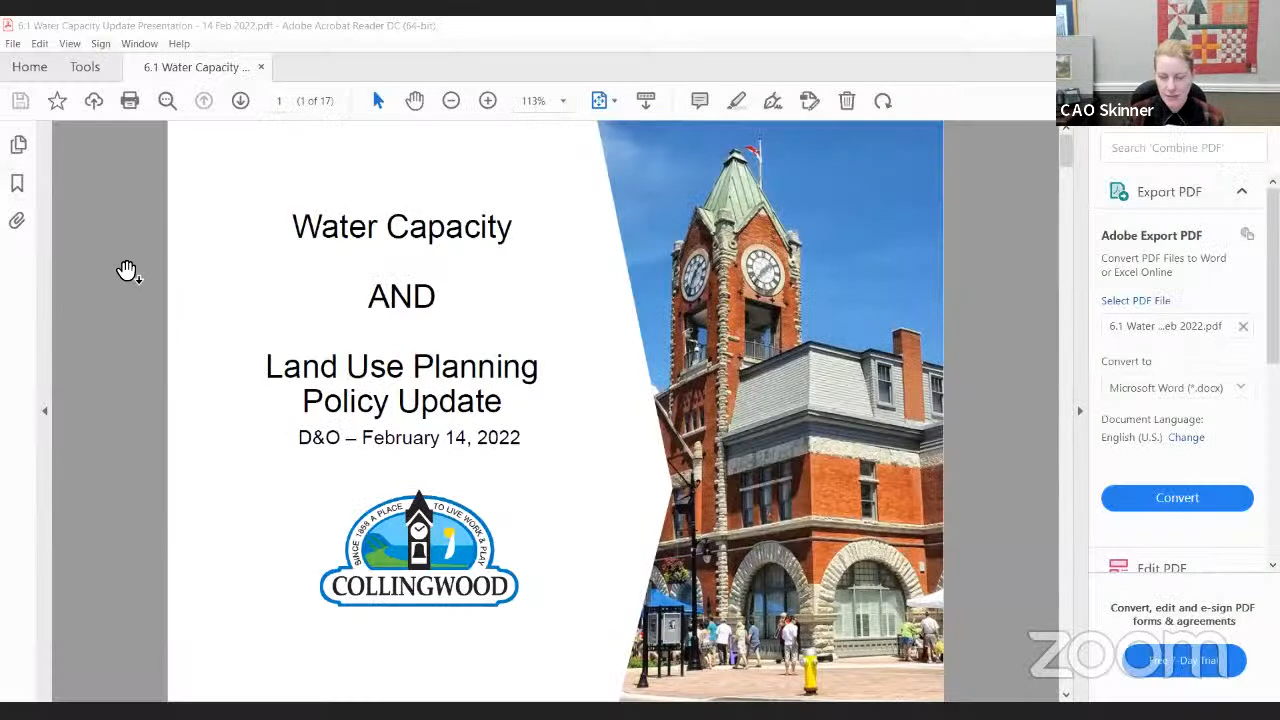 6.1 Water Capacity Update Presentation - 14 Feb 2022.pdf - Adobe Acrobat Reader DC (64-bit)
File Edit View Sign Window Help
Home Tools 6.1 Water Capacity ... ×
1 (1 of 17) 113%
CAO Skinner
Search 'Combine PDF'
Export PDF
Adobe Export PDF
Convert PDF Files to Word
or Excel Online
Select PDF File
6.1 Water ...eb 2022.pdf
Convert to
Microsoft Word (*.docx)
Document Language:
English (U.S.) Change
Convert
Edit PDF
Convert, edit and e-sign PDF
forms & agreements
Free 7-Day Trial
zoom
Water Capacity
AND
Land Use Planning
Policy Update
D&O – February 14, 2022
SINCE 1858 A PLACE TO LIVE WORK & PLAY
COLLINGWOOD